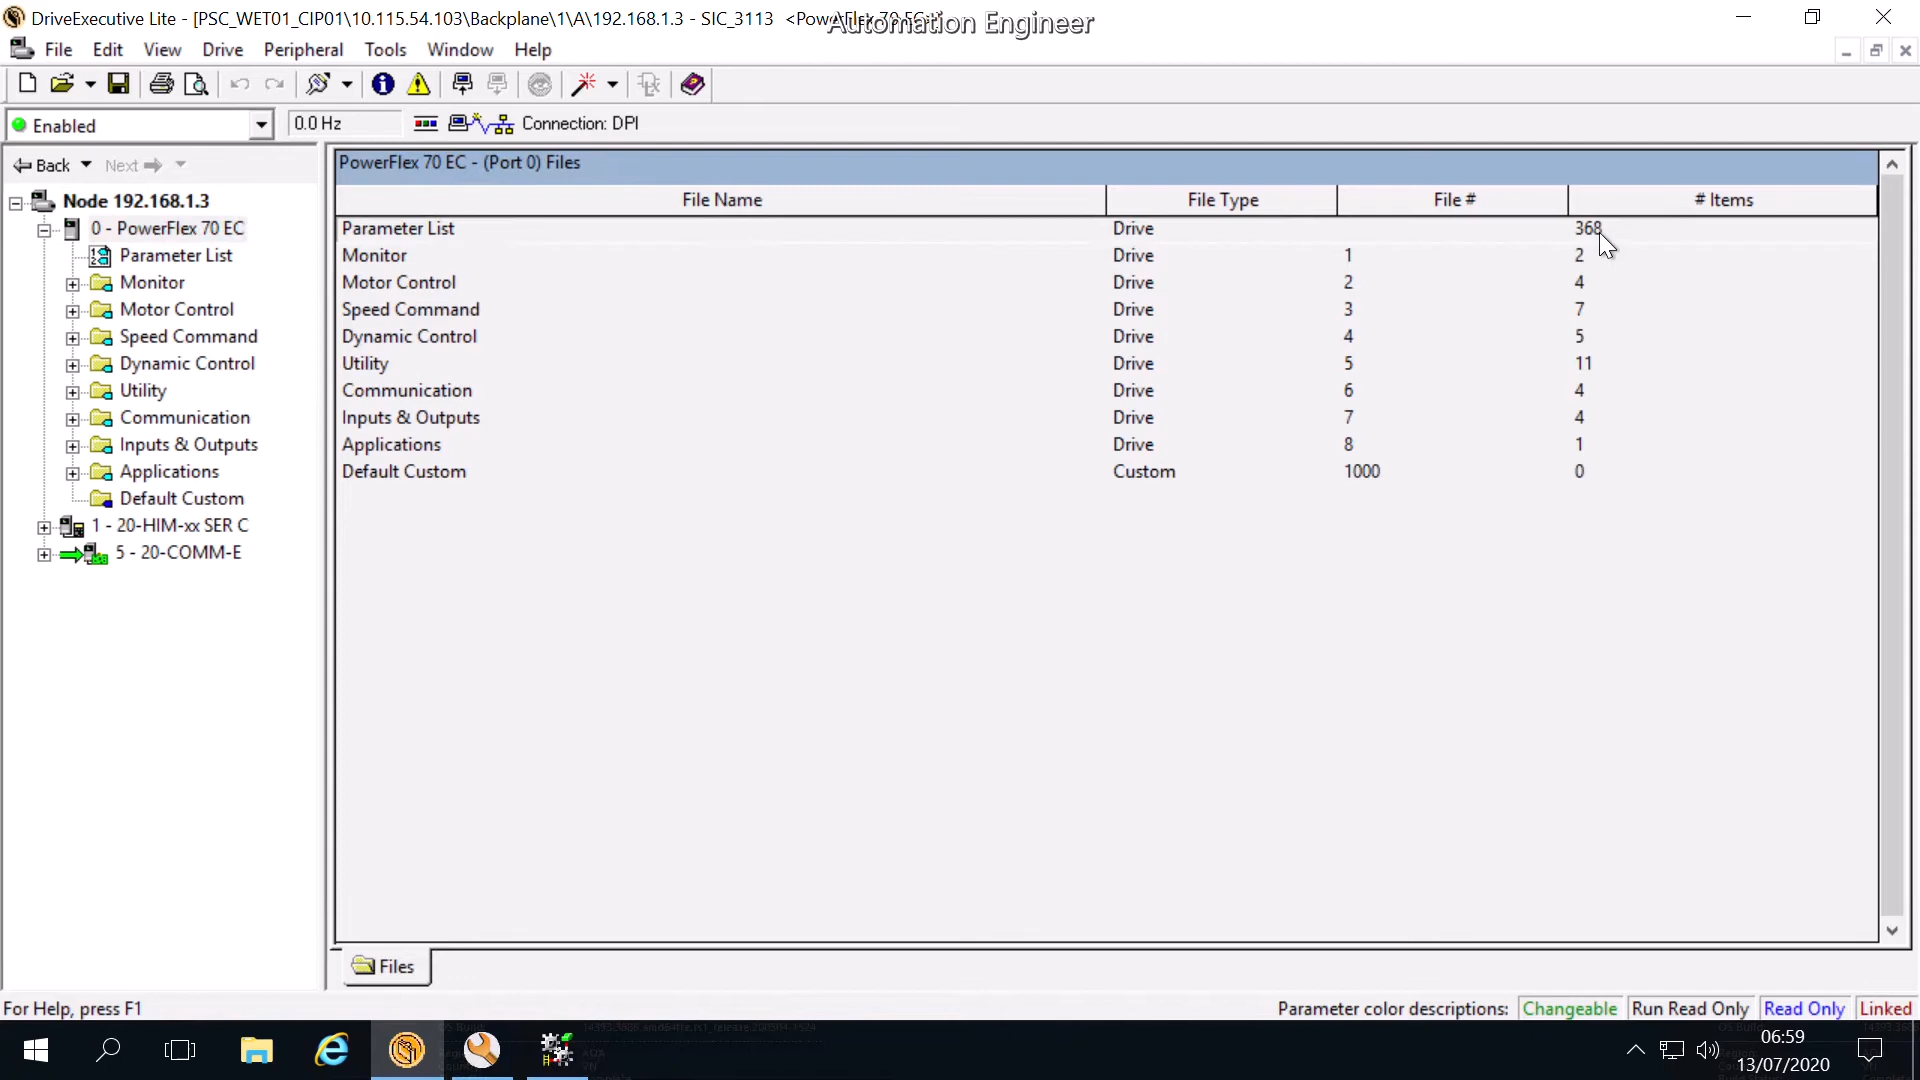 DriveExecutive Lite - [PSC_WET01_CIP01\10.115.54.103\Backplane\1\A\192.168.1.3 - SIC_3113 <PowerFlex 70 EC>
Automation Engineer
File Edit View Drive Peripheral Tools Window Help
Enabled 0.0 Hz Connection: DPI
Back Next
Node 192.168.1.3
0 - PowerFlex 70 EC
Parameter List
Monitor
Motor Control
Speed Command
Dynamic Control
Utility
Communication
Inputs & Outputs
Applications
Default Custom
1 - 20-HIM-xx SER C
5 - 20-COMM-E
PowerFlex 70 EC - (Port 0) Files
File Name File Type File # # Items
Parameter List Drive 368
Monitor Drive 1 2
Motor Control Drive 2 4
Speed Command Drive 3 7
Dynamic Control Drive 4 5
Utility Drive 5 11
Communication Drive 6 4
Inputs & Outputs Drive 7 4
Applications Drive 8 1
Default Custom Custom 1000 0
Files
For Help, press F1 Parameter color descriptions: Changeable Run Read Only Read Only Linked
06:59
13/07/2020